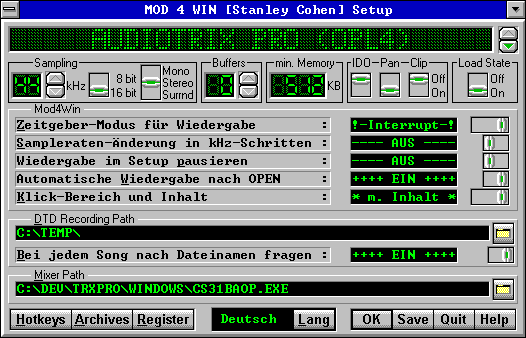 MOD 4 WIN [Stanley Cohen] Setup
AUDIOTRIX PRO (OPL4)
Sampling
Buffers
min. Memory
IDO
Pan
Clip
Load State
44
kHz
8 bit
16 bit
Mono
Stereo
Surrnd
KB
Off
On
Off
On
Mod4Win
Zeitgeber-Modus für Wiedergabe :
!-Interrupt-!
Sampleraten-Änderung in kHz-Schritten :
---- AUS ----
Wiedergabe im Setup pausieren :
---- AUS ----
Automatische Wiedergabe nach OPEN :
++++ EIN ++++
Klick-Bereich und Inhalt :
* m. Inhalt *
DTD Recording Path
C:\TEMP\
Bei jedem Song nach Dateinamen fragen :
++++ EIN ++++
Mixer Path
C:\DEV\TRXPRO\WINDOWS\CS31BAOP.EXE
Hotkeys
Archives
Register
Deutsch
Lang
OK
Save
Quit
Help